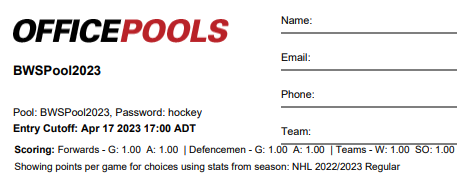 OFFICEPOOLS
BWSPool2023
Pool: BWSPool2023, Password: hockey
Entry Cutoff: Apr 17 2023 17:00 ADT
Name:
Email:
Phone:
Team:
Scoring: Forwards - G: 1.00 A: 1.00 | Defencemen - G: 1.00 A: 1.00 | Teams - W: 1.00 SO: 1.00
Showing points per game for choices using stats from season: NHL 2022/2023 Regular